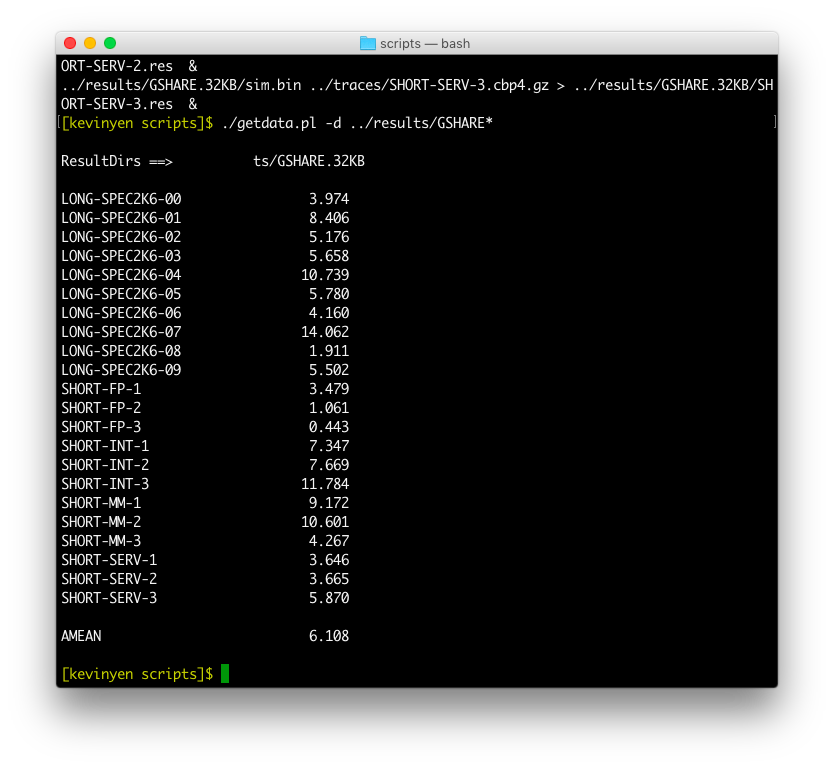 scripts — bash
ORT-SERV-2.res  &
../results/GSHARE.32KB/sim.bin ../traces/SHORT-SERV-3.cbp4.gz > ../results/GSHARE.32KB/SH
ORT-SERV-3.res  &
[[kevinyen scripts]$ ./getdata.pl -d ../results/GSHARE* ]
ResultDirs ==>          ts/GSHARE.32KB
LONG-SPEC2K6-00                3.974
LONG-SPEC2K6-01                8.406
LONG-SPEC2K6-02                5.176
LONG-SPEC2K6-03                5.658
LONG-SPEC2K6-04               10.739
LONG-SPEC2K6-05                5.780
LONG-SPEC2K6-06                4.160
LONG-SPEC2K6-07               14.062
LONG-SPEC2K6-08                1.911
LONG-SPEC2K6-09                5.502
SHORT-FP-1                     3.479
SHORT-FP-2                     1.061
SHORT-FP-3                     0.443
SHORT-INT-1                    7.347
SHORT-INT-2                    7.669
SHORT-INT-3                   11.784
SHORT-MM-1                     9.172
SHORT-MM-2                    10.601
SHORT-MM-3                     4.267
SHORT-SERV-1                   3.646
SHORT-SERV-2                   3.665
SHORT-SERV-3                   5.870
AMEAN                          6.108
[kevinyen scripts]$